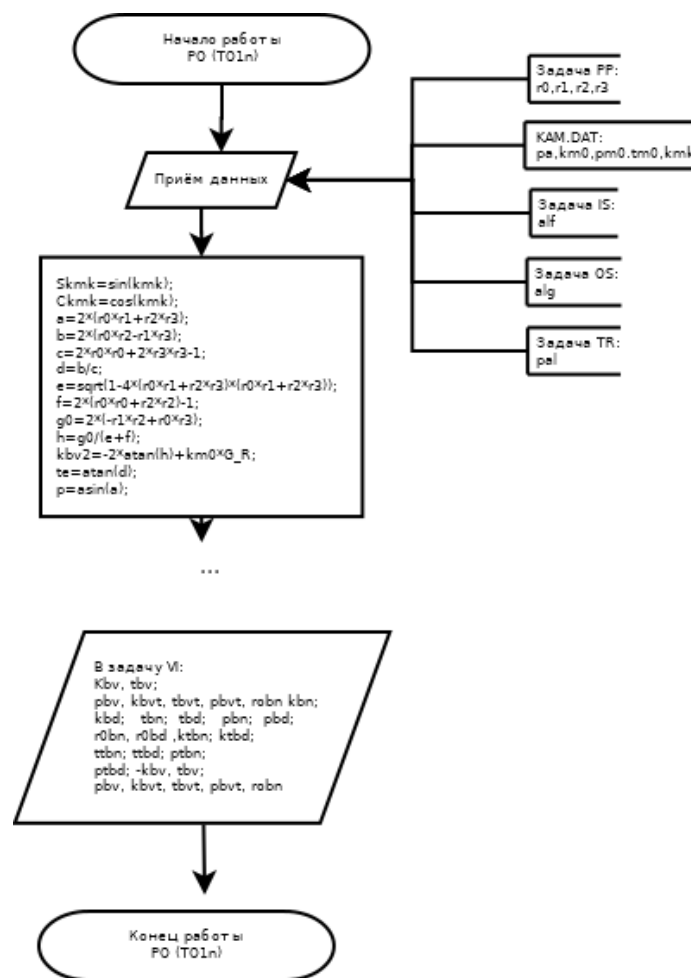 Начало работы
РО (Т01n)
Приём данных
Задача РР:
r0,r1,r2,r3
KAM.DAT:
pa,km0,pm0.tm0,kmk
Задача IS:
alf
Задача OS:
alg
Задача TR:
pal
Skmk=sin(kmk);
Ckmk=cos(kmk);
a=2*(r0*r1+r2*r3);
b=2*(r0*r2-r1*r3);
c=2*r0*r0+2*r3*r3-1;
d=b/c;
e=sqrt(1-4*(r0*r1+r2*r3)*(r0*r1+r2*r3));
f=2*(r0*r0+r2*r2)-1;
g0=2*(-r1*r2+r0*r3);
h=g0/(e+f);
kbv2=-2*atan(h)+km0*G_R;
te=atan(d);
p=asin(a);
...
В задачу VI:
Kbv, tbv;
pbv, kbvt, tbvt, pbvt, robn kbn;
kbd; tbn; tbd; pbn; pbd;
r0bn, r0bd ,ktbn; ktbd;
ttbn; ttbd; ptbn;
ptbd; -kbv, tbv;
pbv, kbvt, tbvt, pbvt, robn
Конец работы
РО (Т01n)